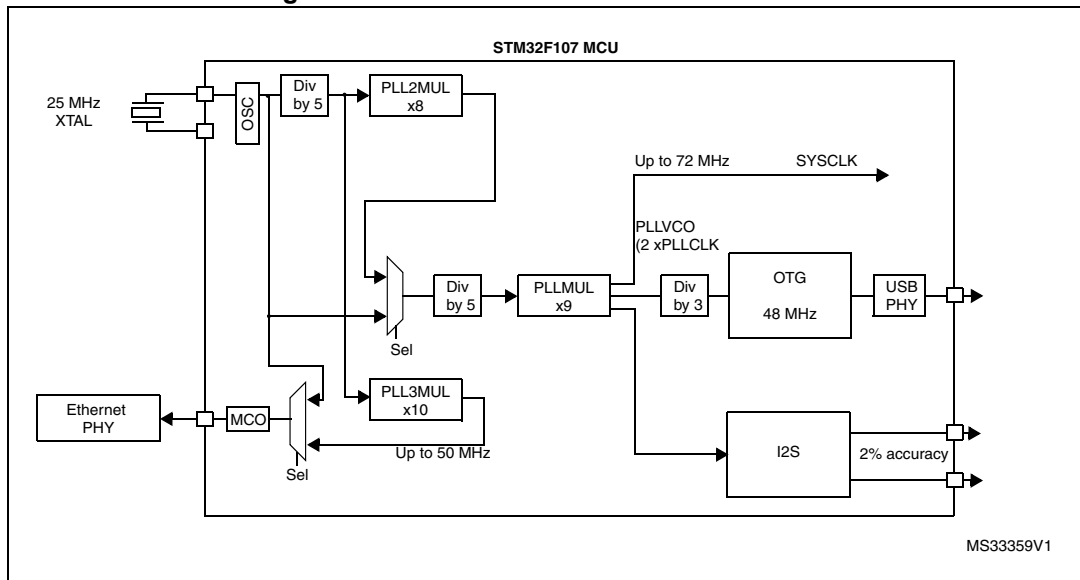 STM32F107 MCU
25 MHz
XTAL
OSC
Div
by 5
PLL2MUL
x8
Up to 72 MHz
SYSCLK
PLLVCO
(2 xPLLCLK
Sel
Div
by 5
PLLMUL
x9
Div
by 3
OTG
48 MHz
USB
PHY
Ethernet
PHY
MCO
Sel
PLL3MUL
x10
Up to 50 MHz
I2S
2% accuracy
MS33359V1